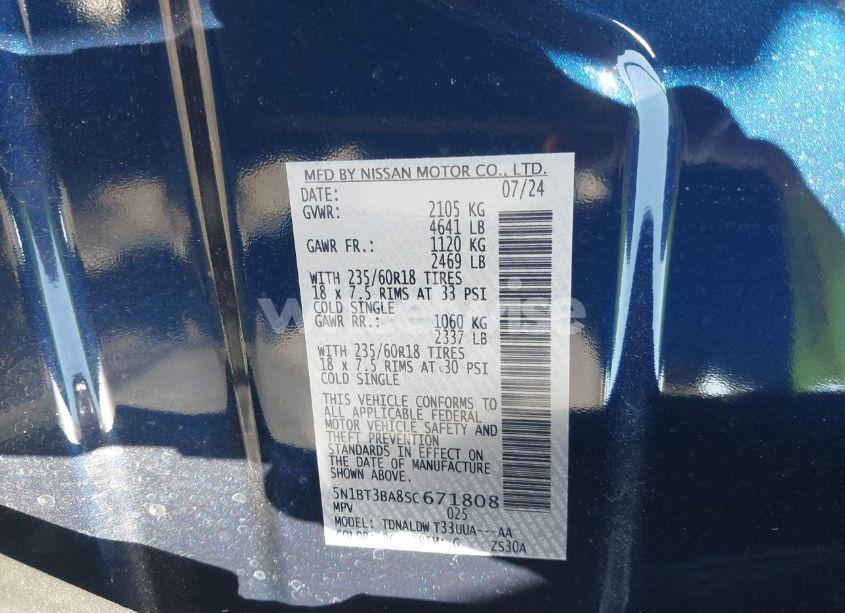 MFD BY NISSAN MOTOR CO., LTD.
DATE: 07/24
GVWR: 2105 KG
4641 LB
GAWR FR.: 1120 KG
2469 LB
WITH 235/60R18 TIRES
18 x 7.5 RIMS AT 33 PSI
COLD SINGLE
GAWR RR.: 1060 KG
2337 LB
WITH 235/60R18 TIRES
18 x 7.5 RIMS AT 30 PSI
COLD SINGLE
THIS VEHICLE CONFORMS TO
ALL APPLICABLE FEDERAL
MOTOR VEHICLE SAFETY AND
THEFT PREVENTION
STANDARDS IN EFFECT ON
THE DATE OF MANUFACTURE
SHOWN ABOVE.
5N1BT3BA8SC671808
MPV 025
MODEL: TDNALDW T33UUA---AA
TRIM: G ZS30A